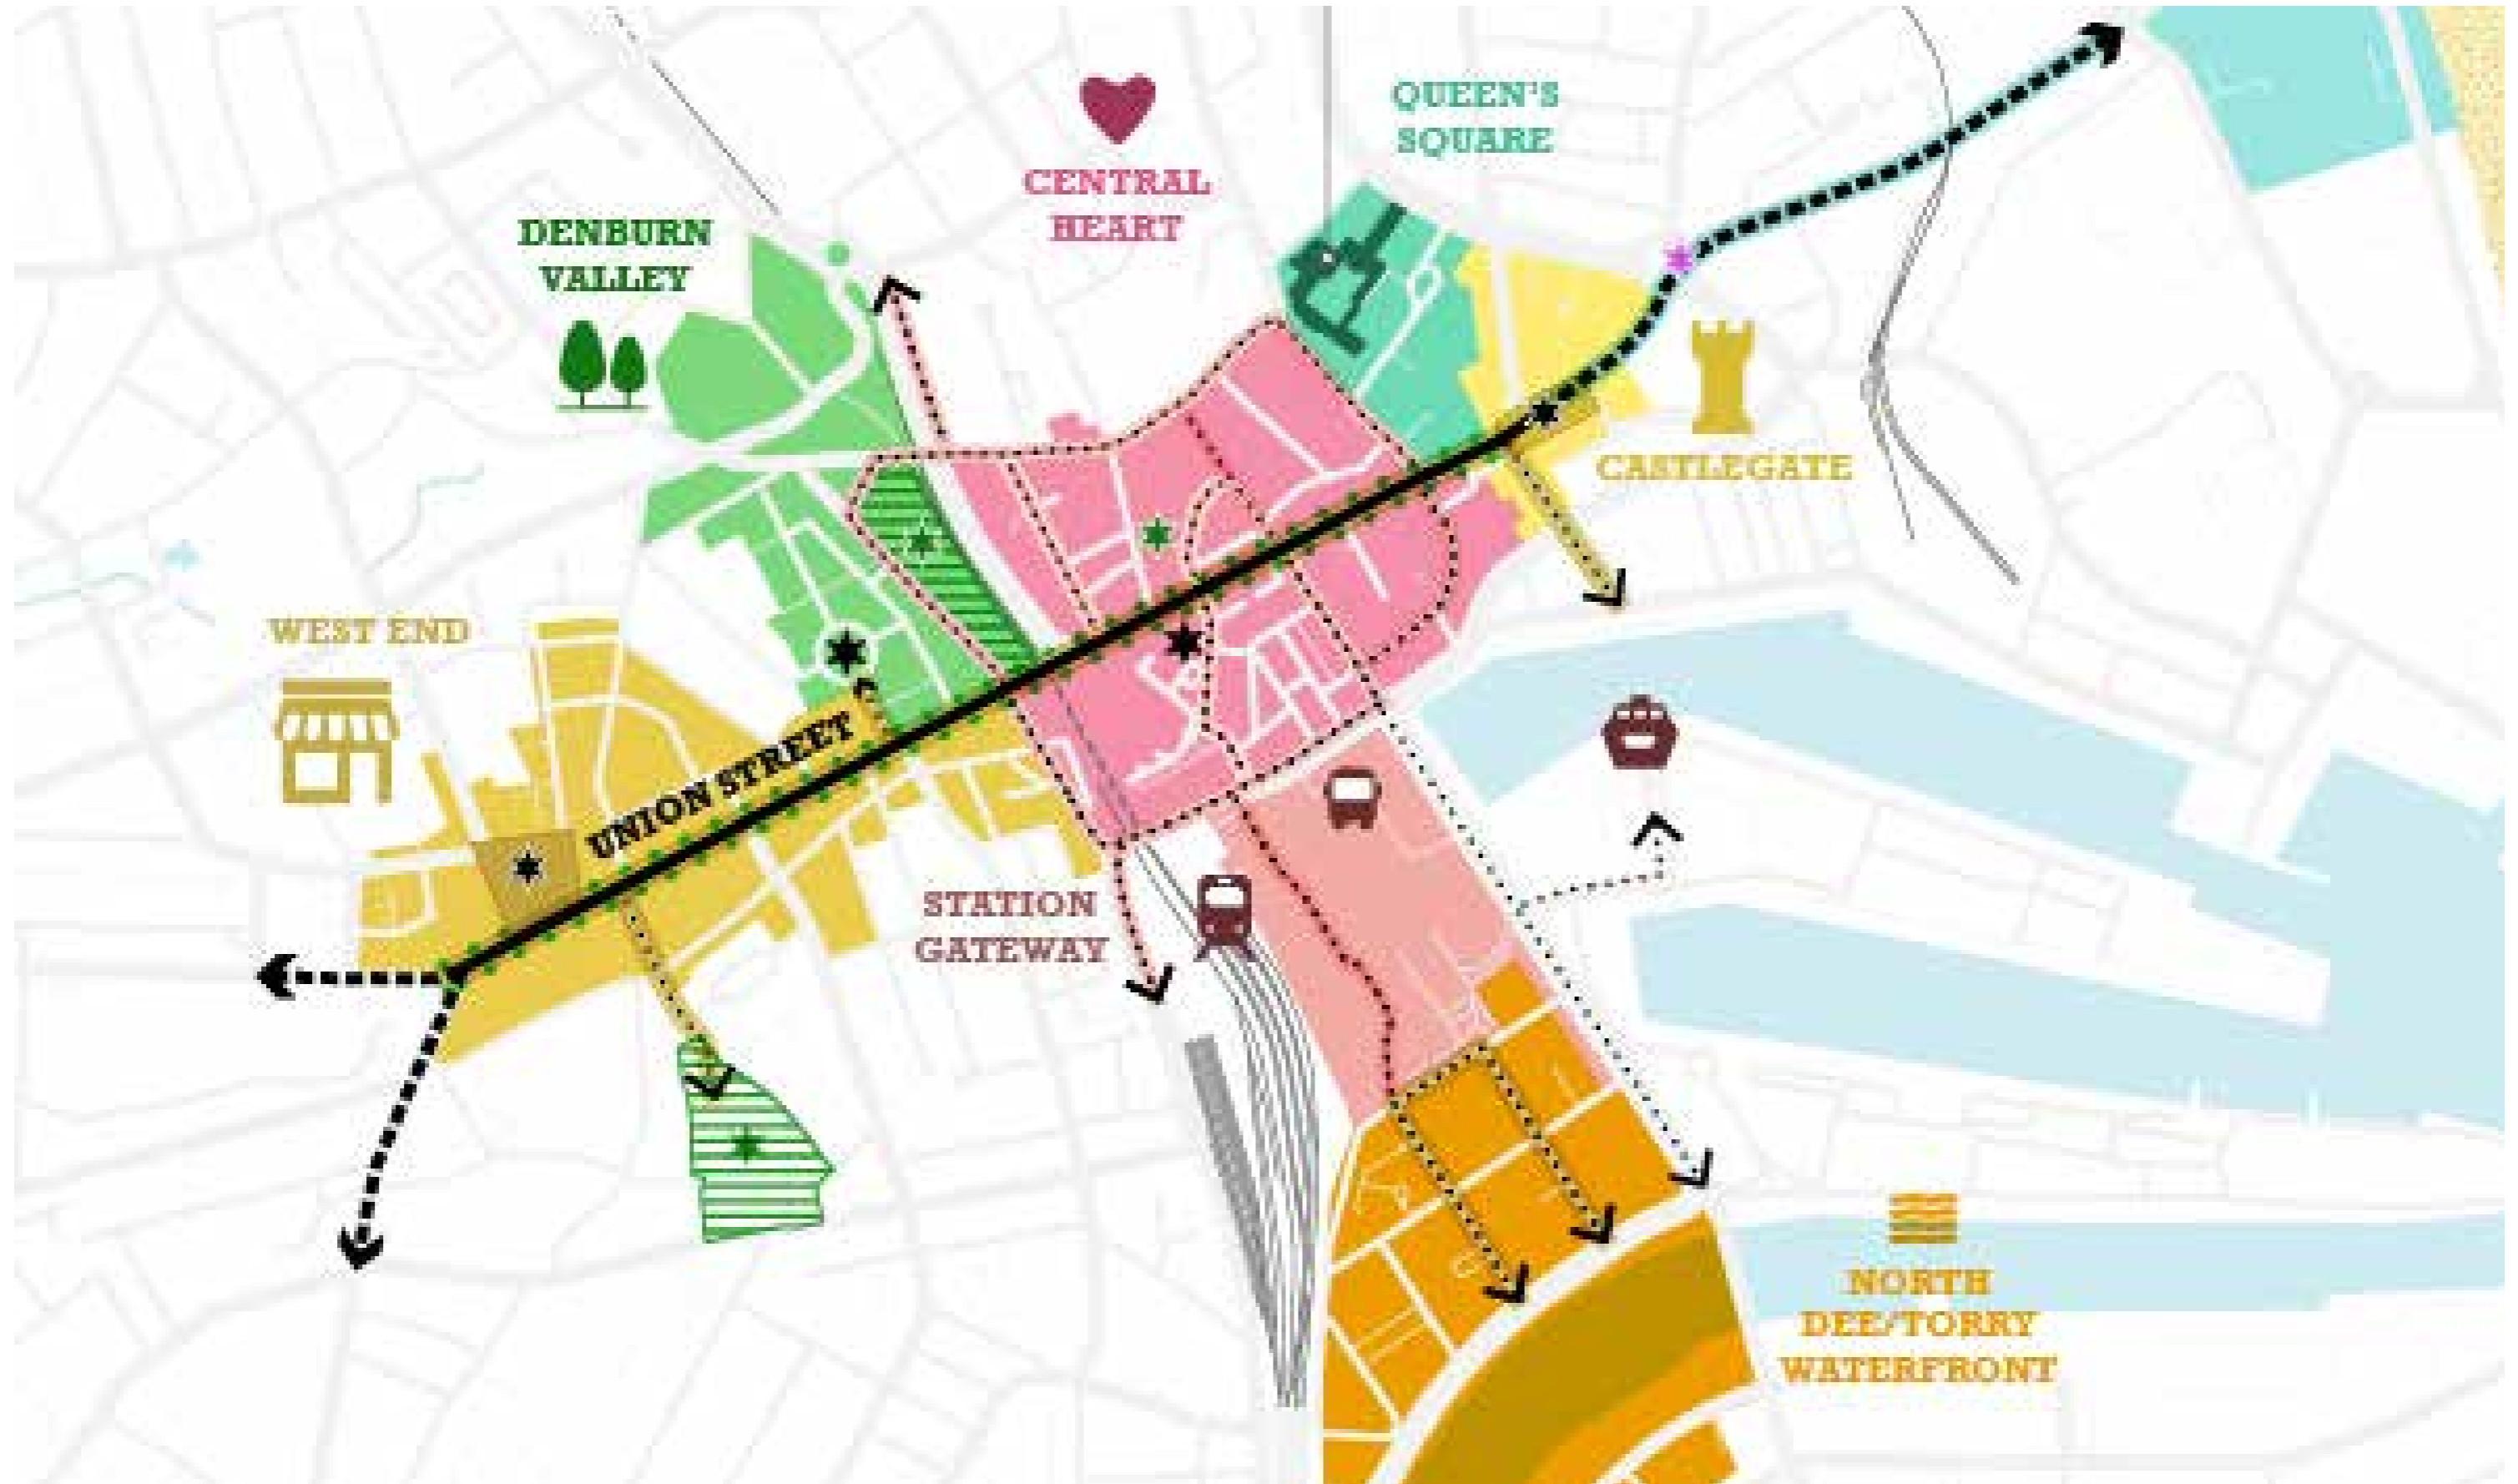 QUEEN'S
SQUARE
CENTRAL
HEART
DENBURN
VALLEY
CASTLEGATE
WEST END
UNION STREET
STATION
GATEWAY
NORTH
DEE/TORRY
WATERFRONT